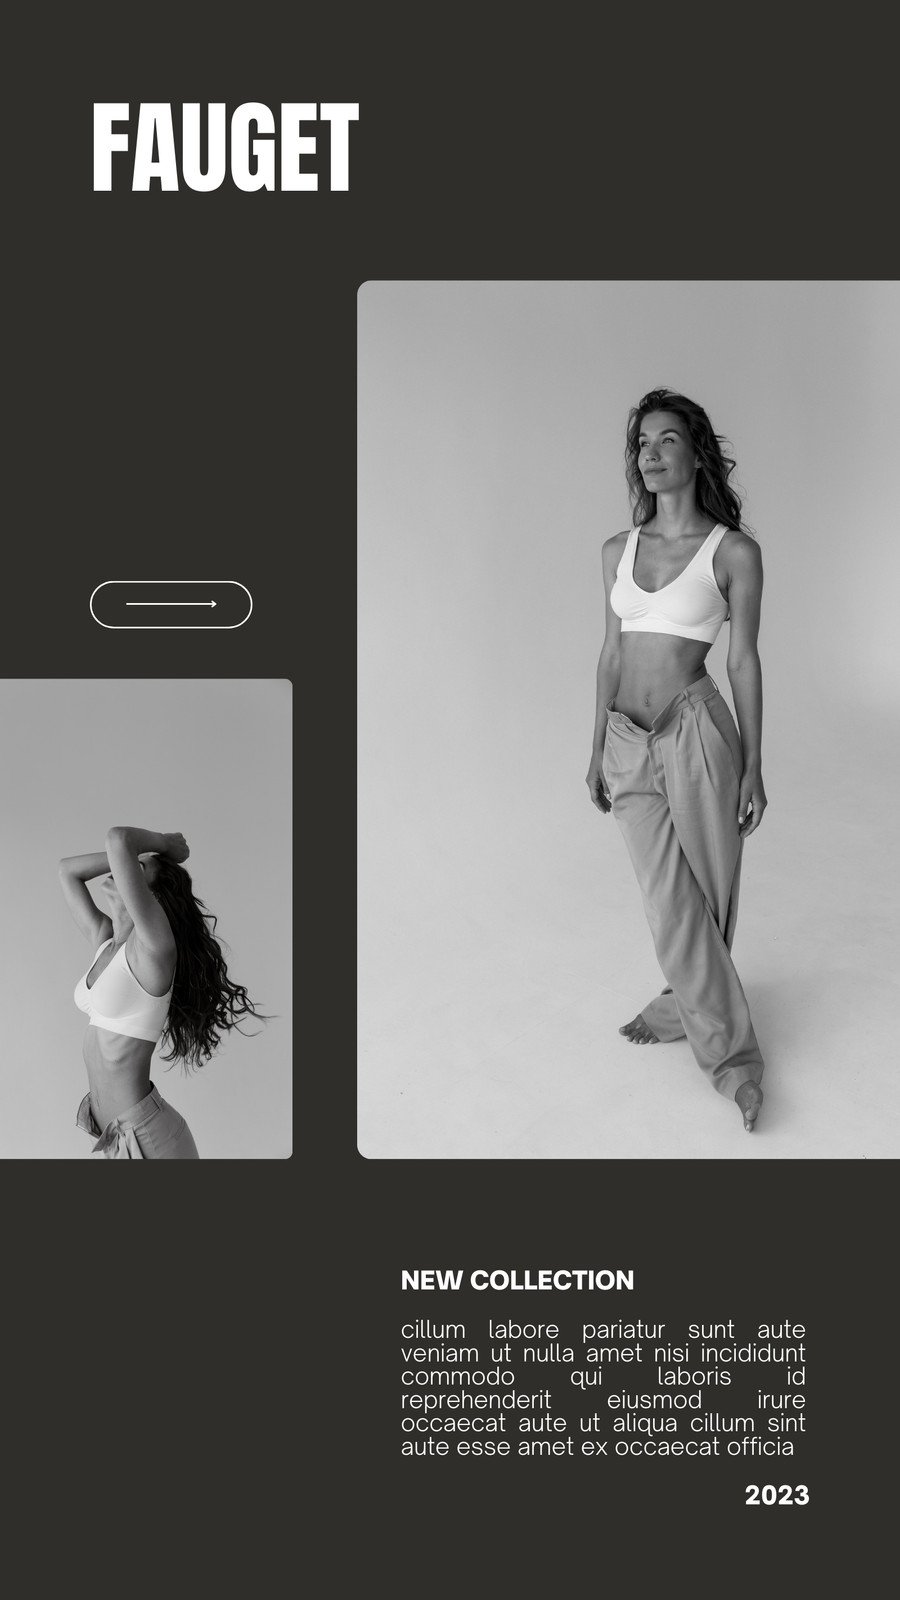 FAUGET
NEW COLLECTION
cillum labore pariatur sunt aute
veniam ut nulla amet nisi incididunt
commodo qui laboris id
reprehenderit eiusmod irure
occaecat aute ut aliqua cillum sint
aute esse amet ex occaecat officia
2023